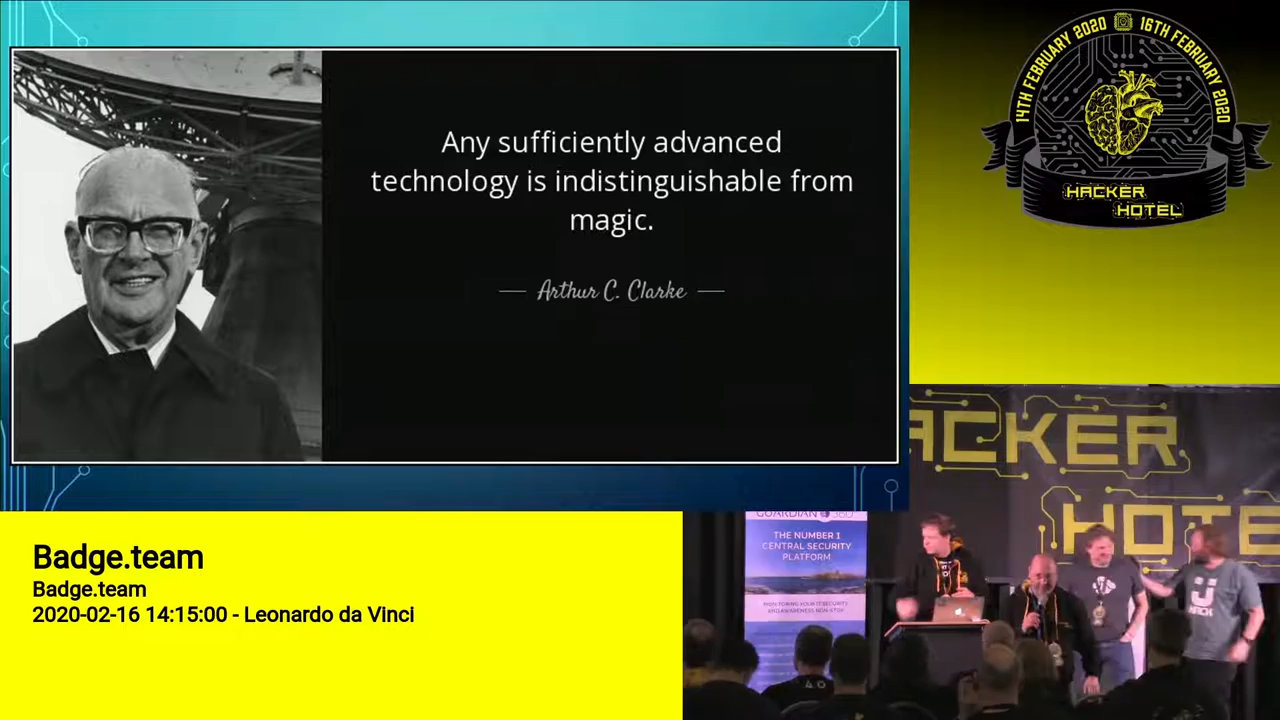 Any sufficiently advanced
technology is indistinguishable from
magic.
Arthur C. Clarke
14TH FEBRUARY 2020
16TH FEBRUARY 2020
HACKER
HOTEL
ACKER
HOTE
GUARDIAN 360
THE NUMBER 1
CENTRAL SECURITY
PLATFORM
Badge.team
Badge.team
2020-02-16 14:15:00 - Leonardo da Vinci